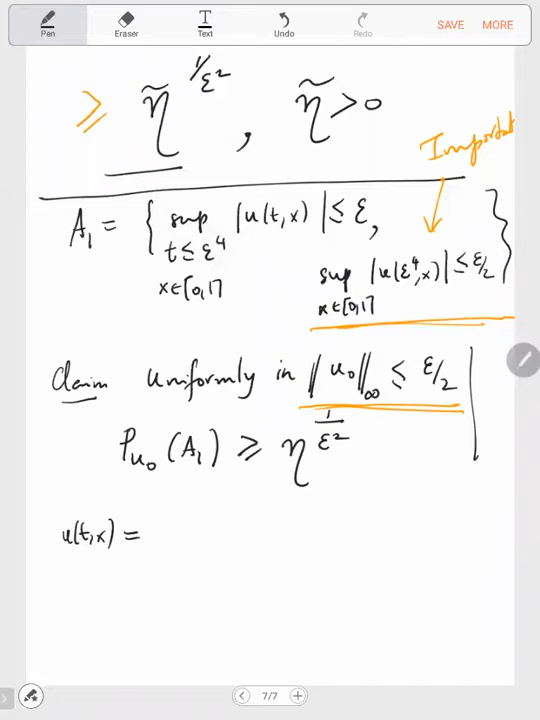 Pen Eraser Text Undo Redo SAVE MORE
≥ η̃^{1/ε²}, η̃>0
Important
A₁ = { sup_{t≤ε⁴, x∈[0,1]} |u(t,x)| ≤ ε,
sup_{x∈[0,1]} |u(ε⁴,x)| ≤ ε/2 }
Claim Uniformly in ‖u₀‖_∞ ≤ ε/2
P_{u₀}(A₁) ≥ η^{1/ε²}
u(t,x) =
7/7